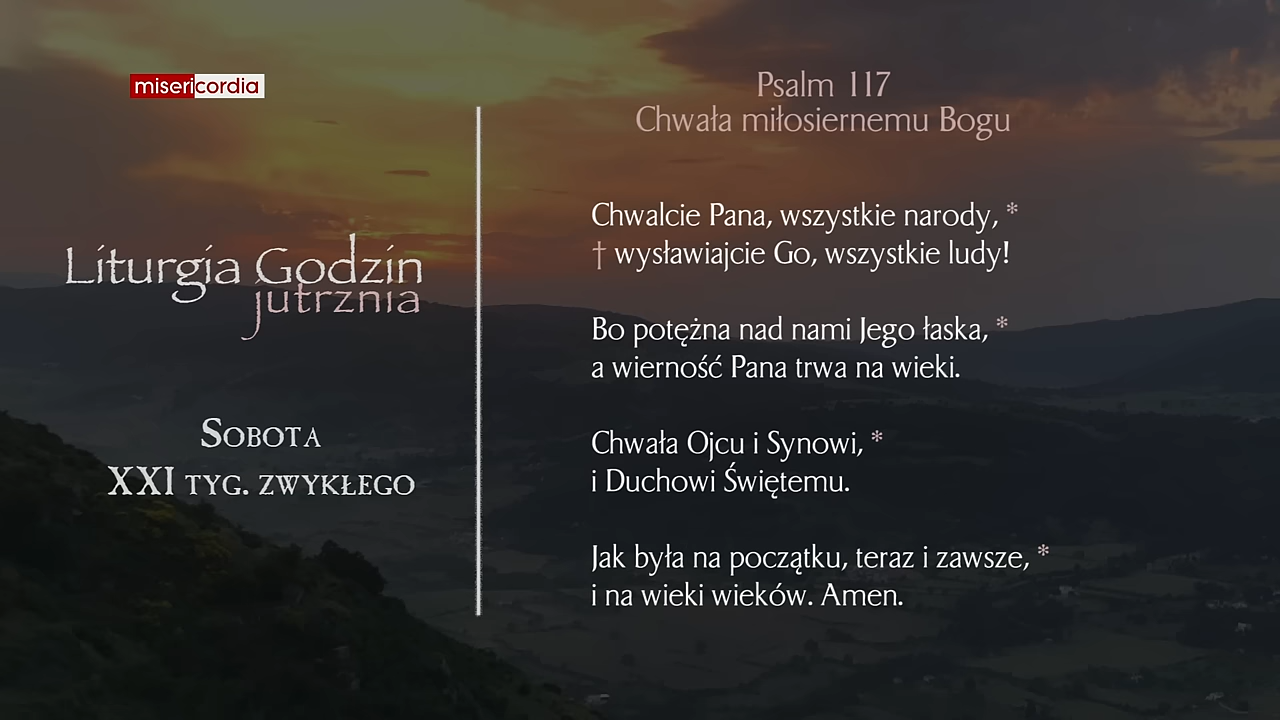 misericordia
Liturgia Godzin
jutrznia
Sobota
XXI tyg. zwykłego
Psalm 117
Chwała miłosiernemu Bogu
Chwalcie Pana, wszystkie narody, *
† wysławiajcie Go, wszystkie ludy!
Bo potężna nad nami Jego łaska, *
a wierność Pana trwa na wieki.
Chwała Ojcu i Synowi, *
i Duchowi Świętemu.
Jak była na początku, teraz i zawsze, *
i na wieki wieków. Amen.